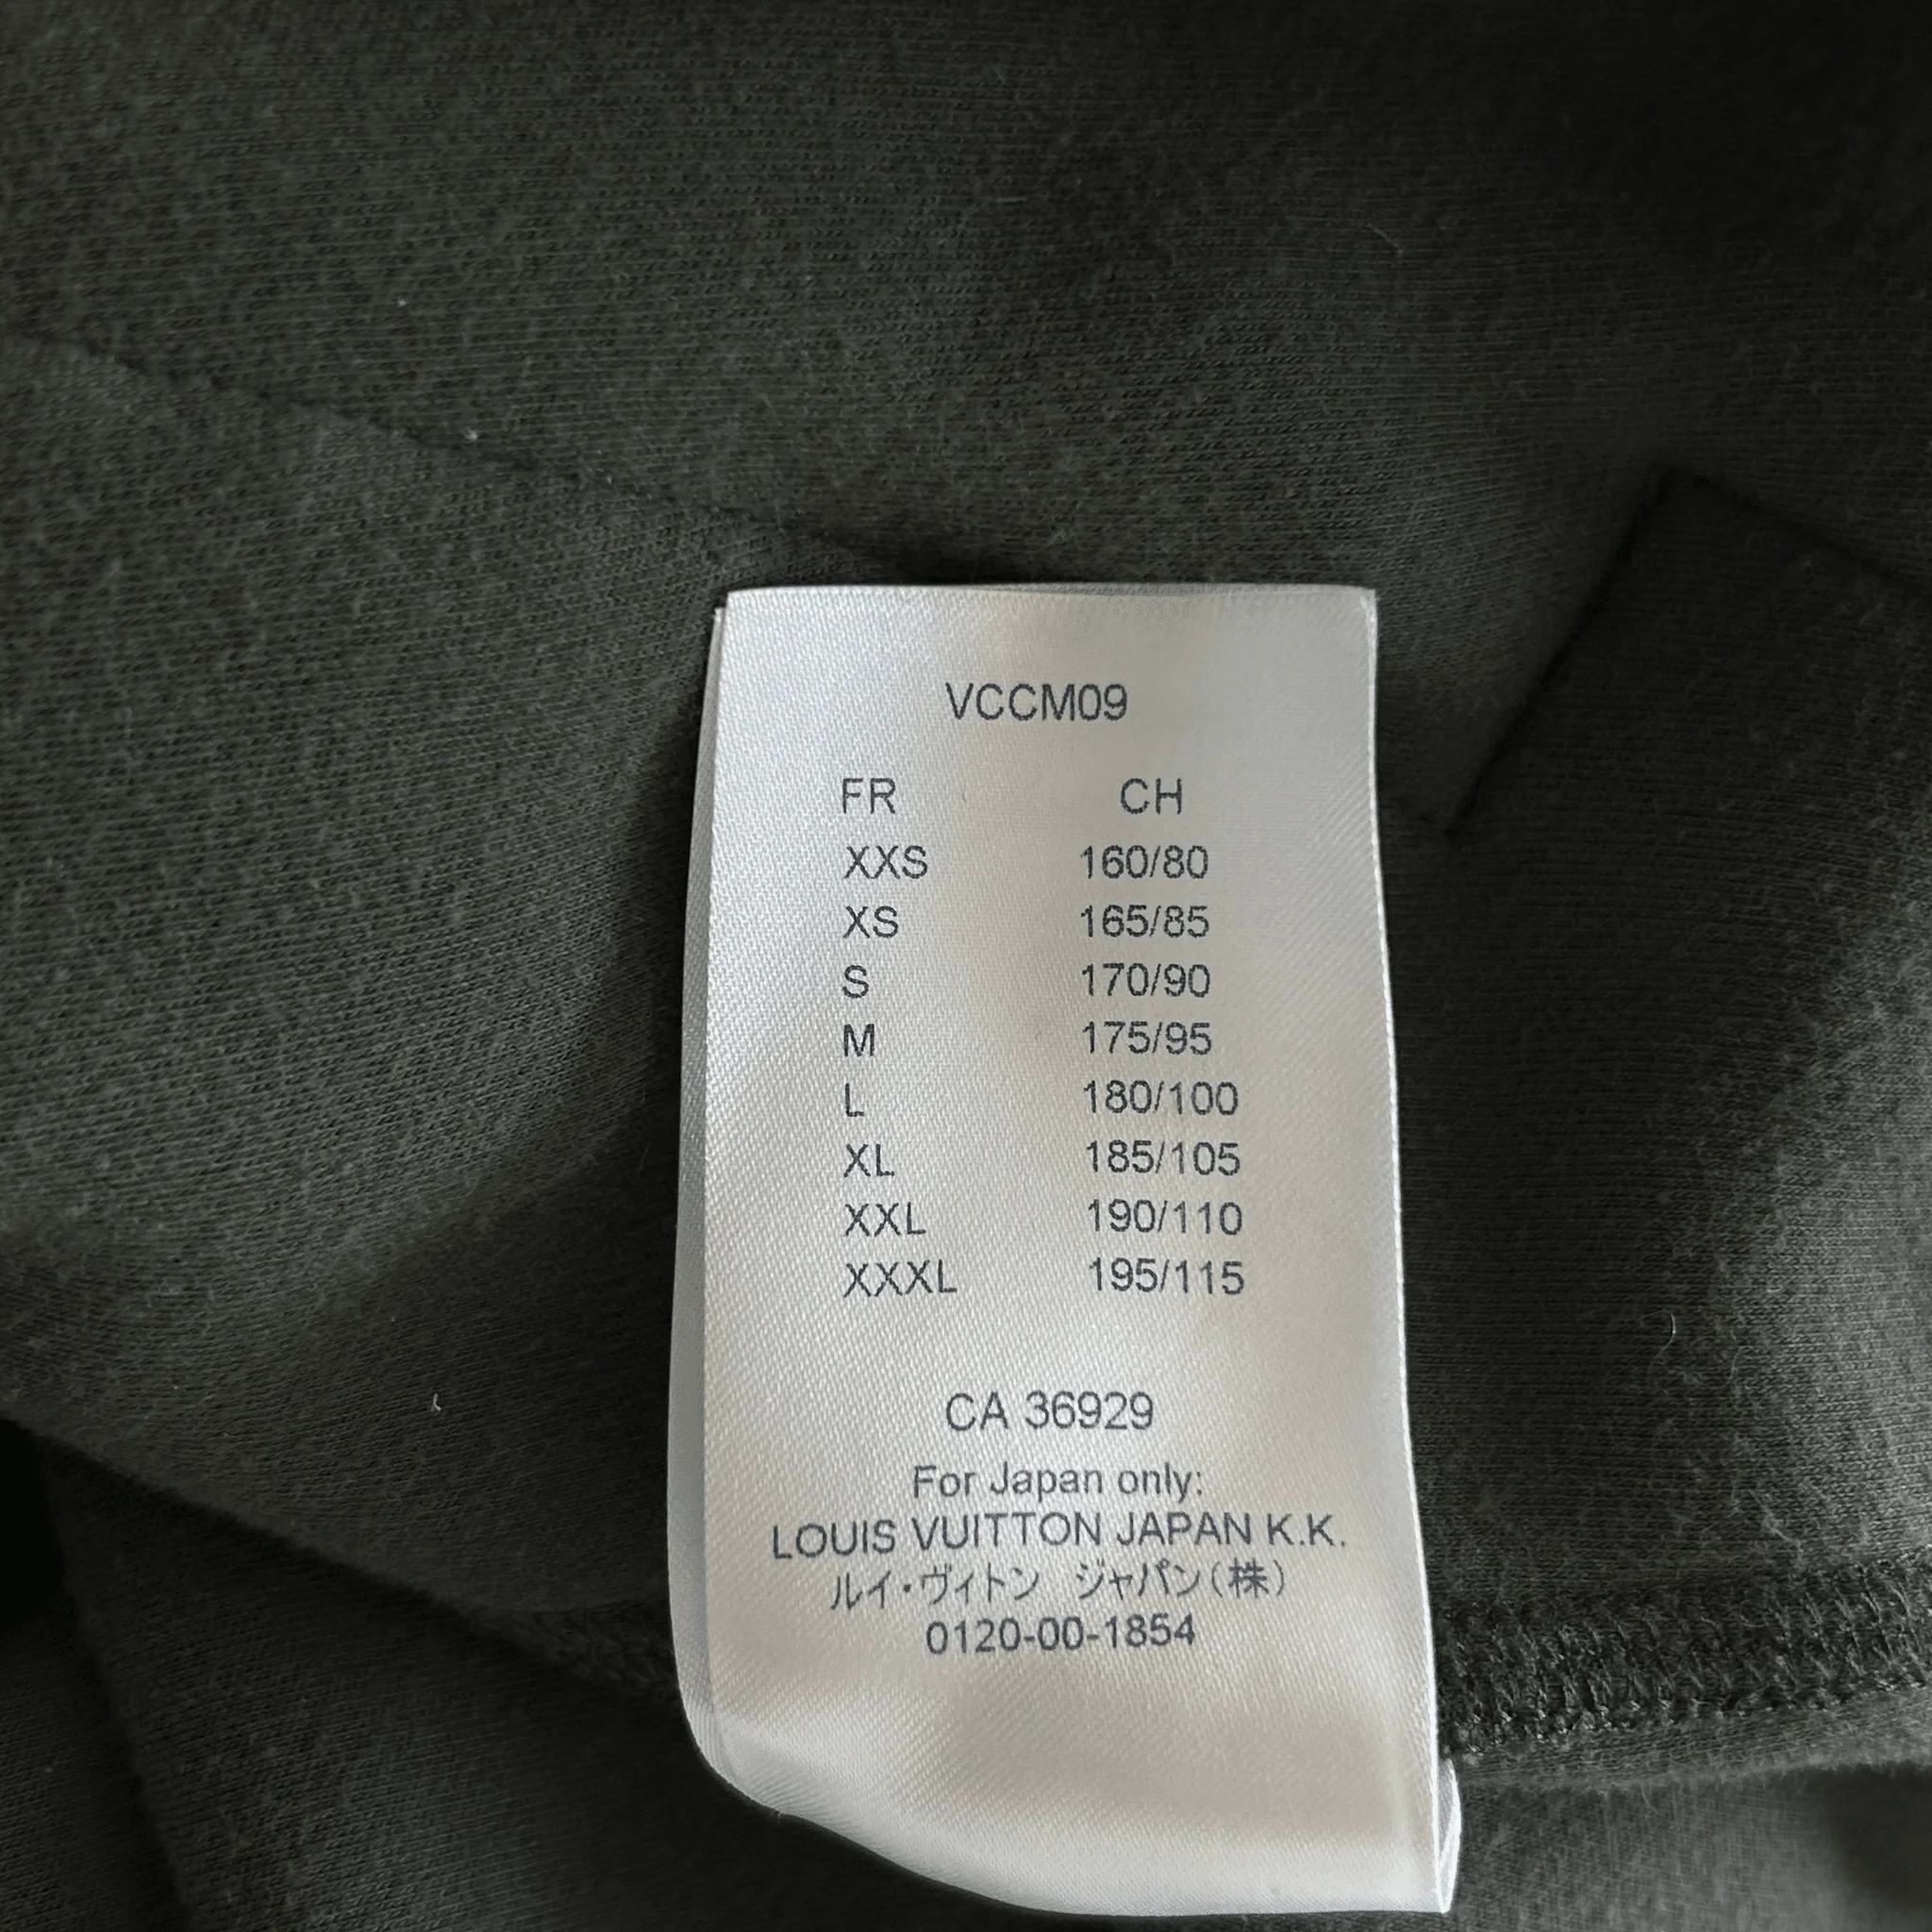 VCCM09
FR CH
XXS 160/80
XS 165/85
S 170/90
M 175/95
L 180/100
XL 185/105
XXL 190/110
XXXL 195/115
CA 36929
For Japan only:
LOUIS VUITTON JAPAN K.K.
ルイ・ヴィトン ジャパン(株)
0120-00-1854